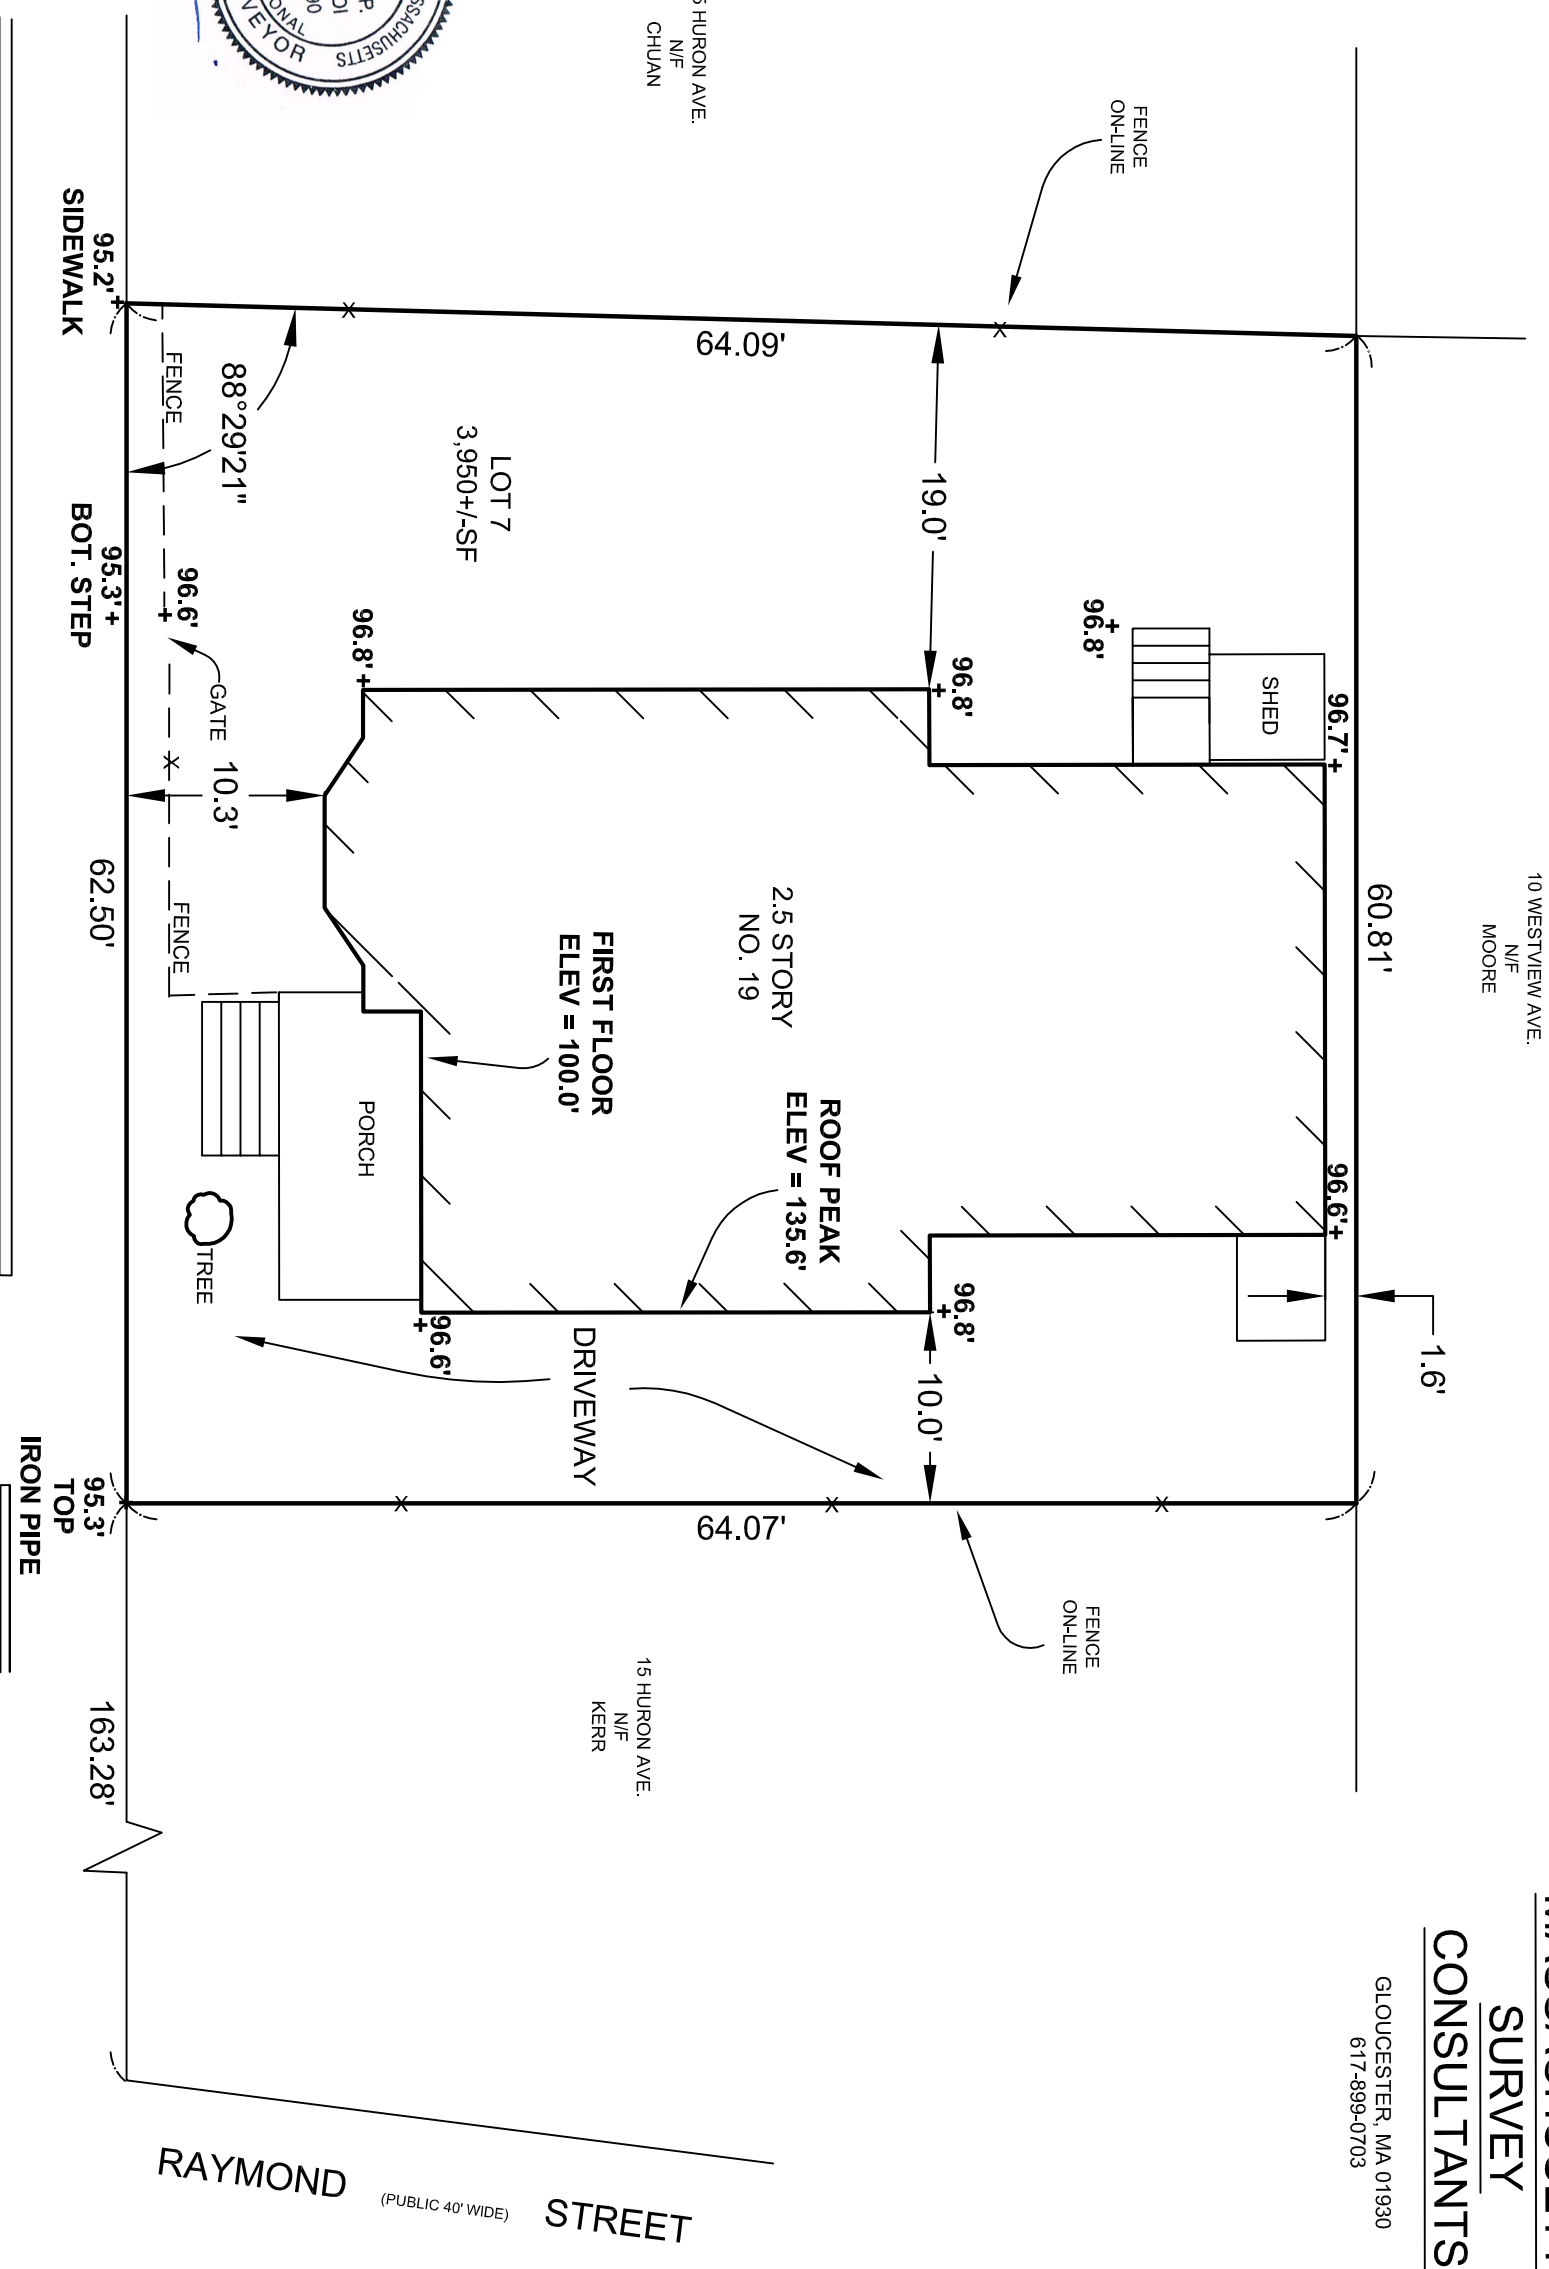 HURON AVE.
N/F
CHUAN
FENCE
ON-LINE
10 WESTVIEW AVE.
N/F
MOORE
60.81'
1.6'
SURVEY
CONSULTANTS
GLOUCESTER, MA 01930
617-899-0703
64.09'
19.0'
96.8'
SHED
96.7'
96.8'
96.6'
96.8'
10.0'
LOT 7
3,950+/-SF
2.5 STORY
NO. 19
ROOF PEAK
ELEV = 135.6'
FIRST FLOOR
ELEV = 100.0'
96.8'
PORCH
96.6'
DRIVEWAY
64.07'
FENCE
ON-LINE
15 HURON AVE.
N/F
KERR
88°29'21"
FENCE
96.6'
GATE
10.3'
FENCE
TREE
95.2'
SIDEWALK
95.3'
BOT. STEP
62.50'
95.3'
TOP
IRON PIPE
163.28'
RAYMOND (PUBLIC 40' WIDE) STREET